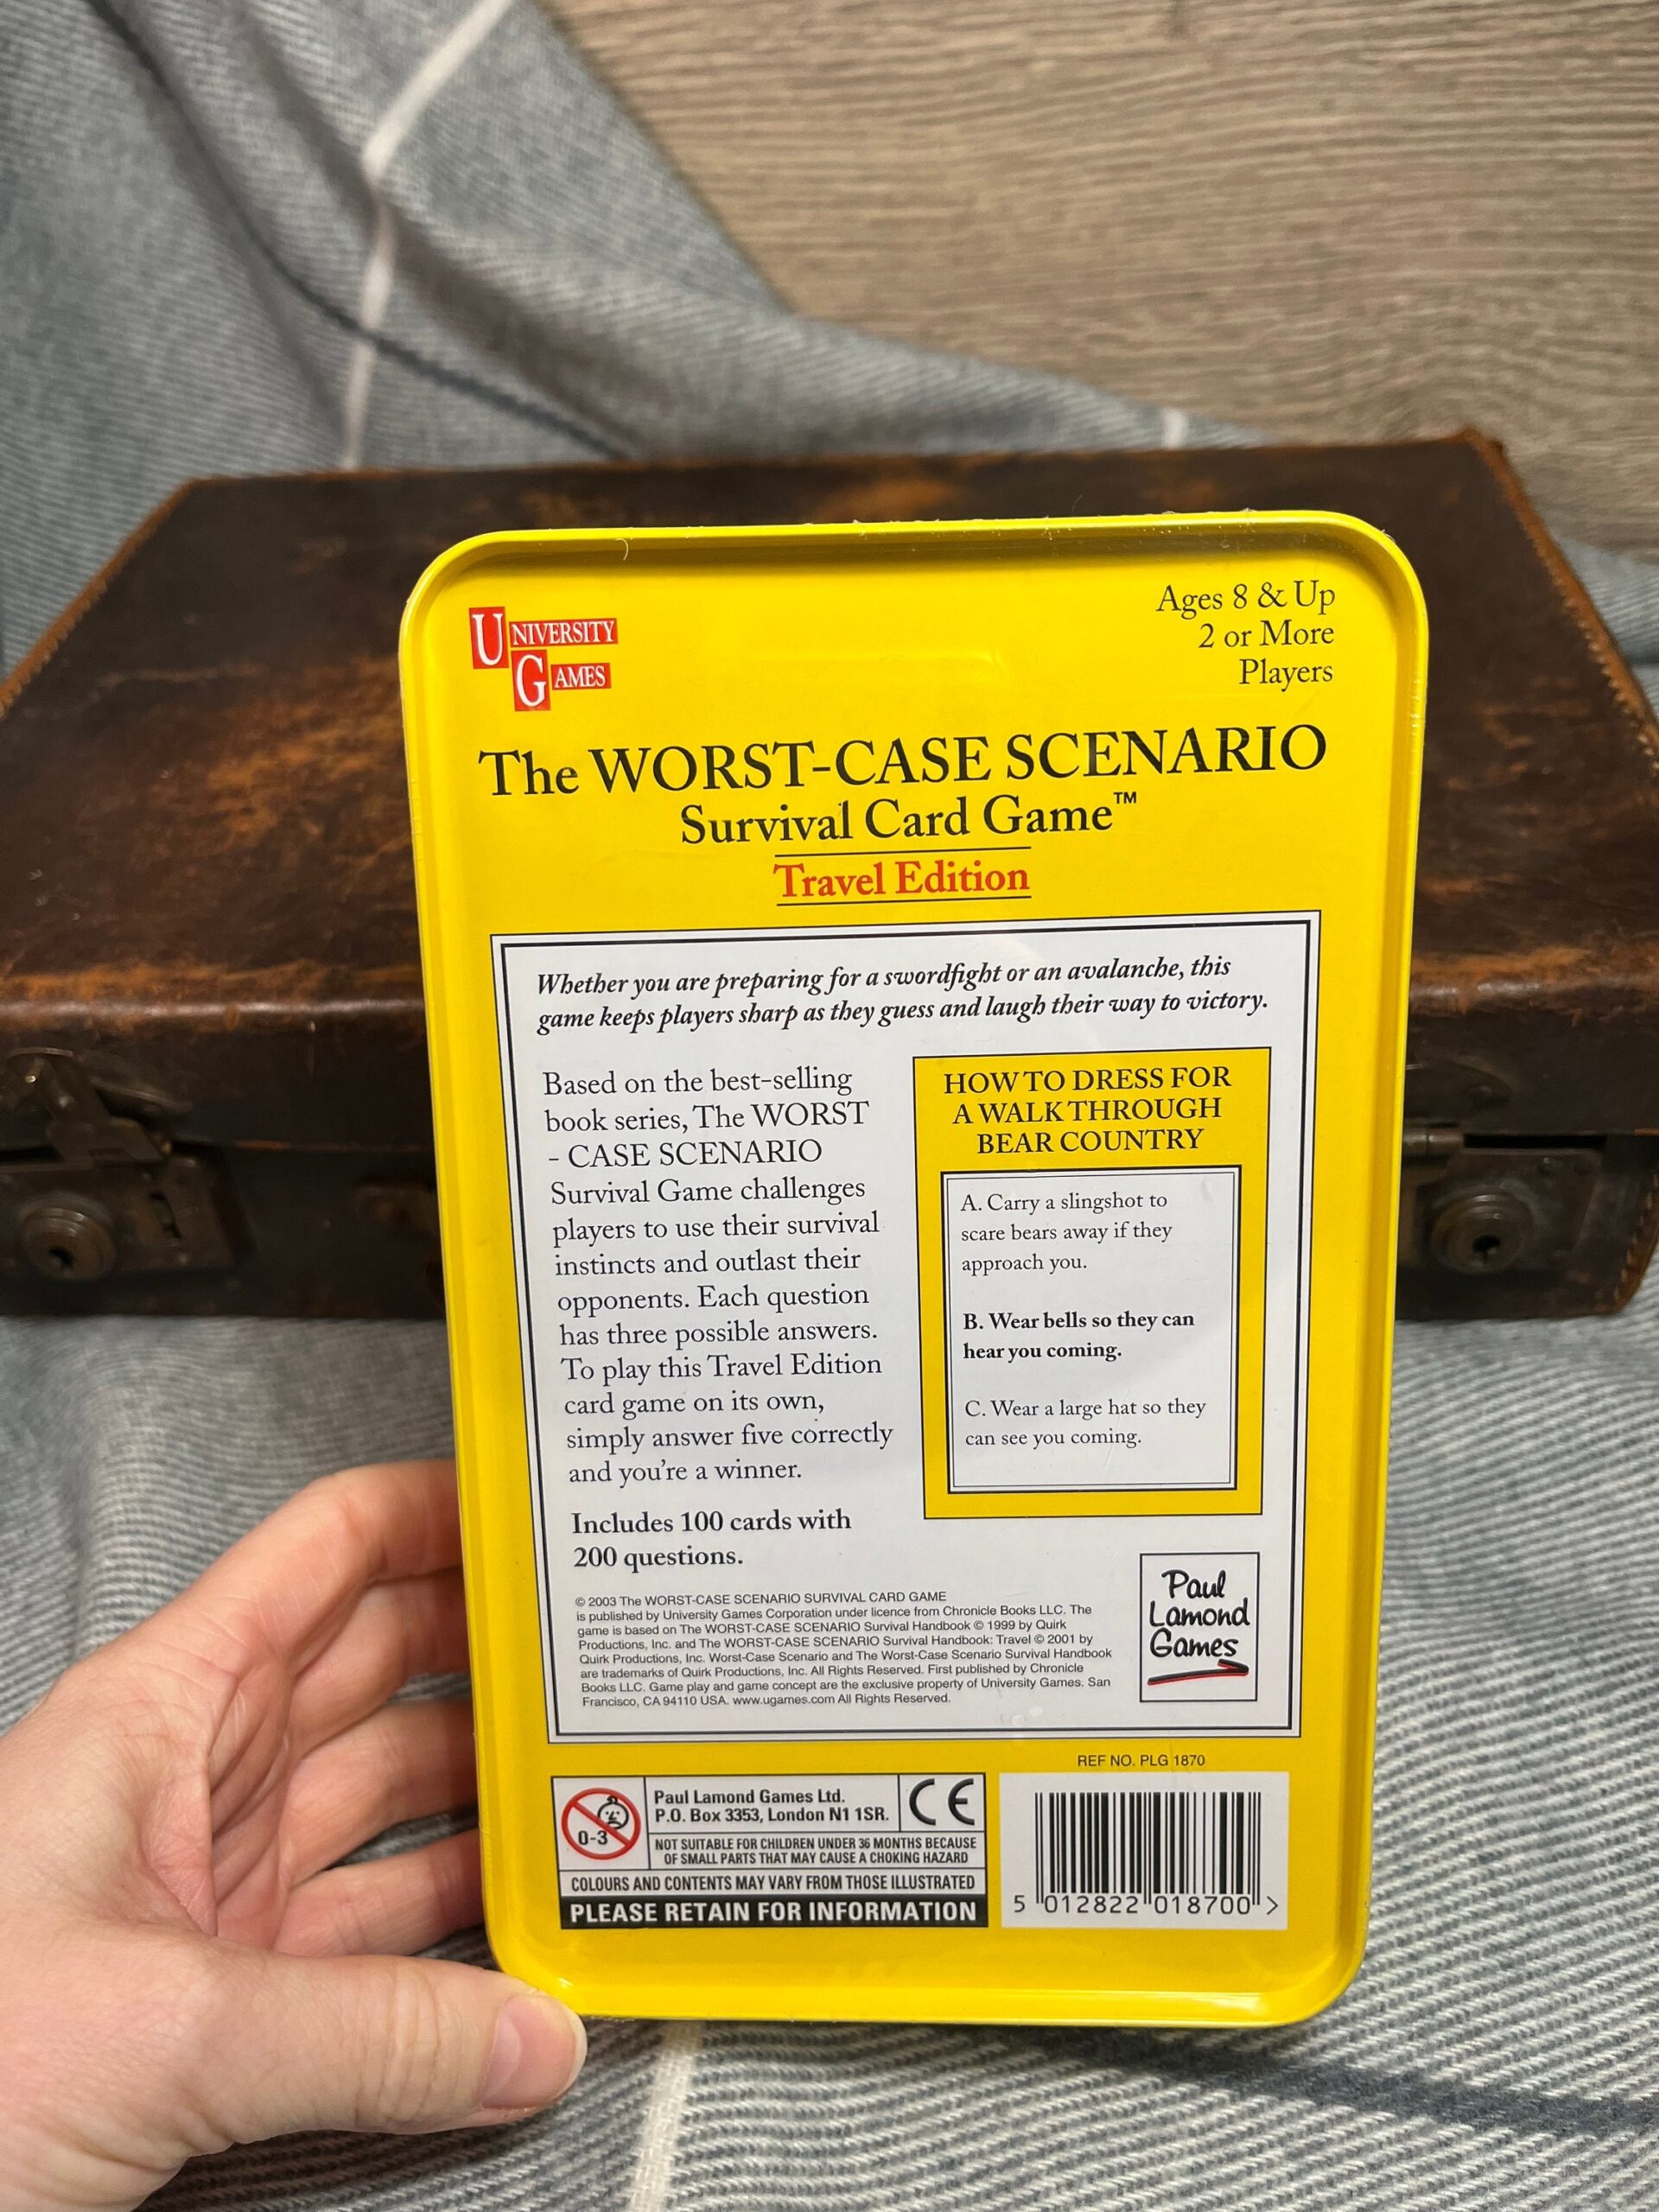 UNIVERSITY
GAMES
Ages 8 & Up
2 or More
Players
The WORST-CASE SCENARIO
Survival Card Game™
Travel Edition
Whether you are preparing for a swordfight or an avalanche, this
game keeps players sharp as they guess and laugh their way to victory.
Based on the best-selling
book series, The WORST
- CASE SCENARIO
Survival Game challenges
players to use their survival
instincts and outlast their
opponents. Each question
has three possible answers.
To play this Travel Edition
card game on its own,
simply answer five correctly
and you're a winner.
Includes 100 cards with
200 questions.
HOW TO DRESS FOR
A WALK THROUGH
BEAR COUNTRY
A. Carry a slingshot to
scare bears away if they
approach you.
B. Wear bells so they can
hear you coming.
C. Wear a large hat so they
can see you coming.
© 2003 The WORST-CASE SCENARIO SURVIVAL CARD GAME
is published by University Games Corporation under licence from Chronicle Books LLC. The
game is based on The WORST-CASE SCENARIO Survival Handbook © 1999 by Quirk
Productions, Inc. and The WORST-CASE SCENARIO Survival Handbook: Travel © 2001 by
Quirk Productions, Inc. Worst-Case Scenario and The Worst-Case Scenario Survival Handbook
are trademarks of Quirk Productions, Inc. All Rights Reserved. First published by Chronicle
Books LLC. Game play and game concept are the exclusive property of University Games. San
Francisco, CA 94110 USA. www.ugames.com All Rights Reserved.
Paul
Lamond
Games
REF NO. PLG 1870
0-3
Paul Lamond Games Ltd.
P.O. Box 3353, London N1 1SR.
CE
NOT SUITABLE FOR CHILDREN UNDER 36 MONTHS BECAUSE
OF SMALL PARTS THAT MAY CAUSE A CHOKING HAZARD
COLOURS AND CONTENTS MAY VARY FROM THOSE ILLUSTRATED
PLEASE RETAIN FOR INFORMATION
5 012822 018700 >